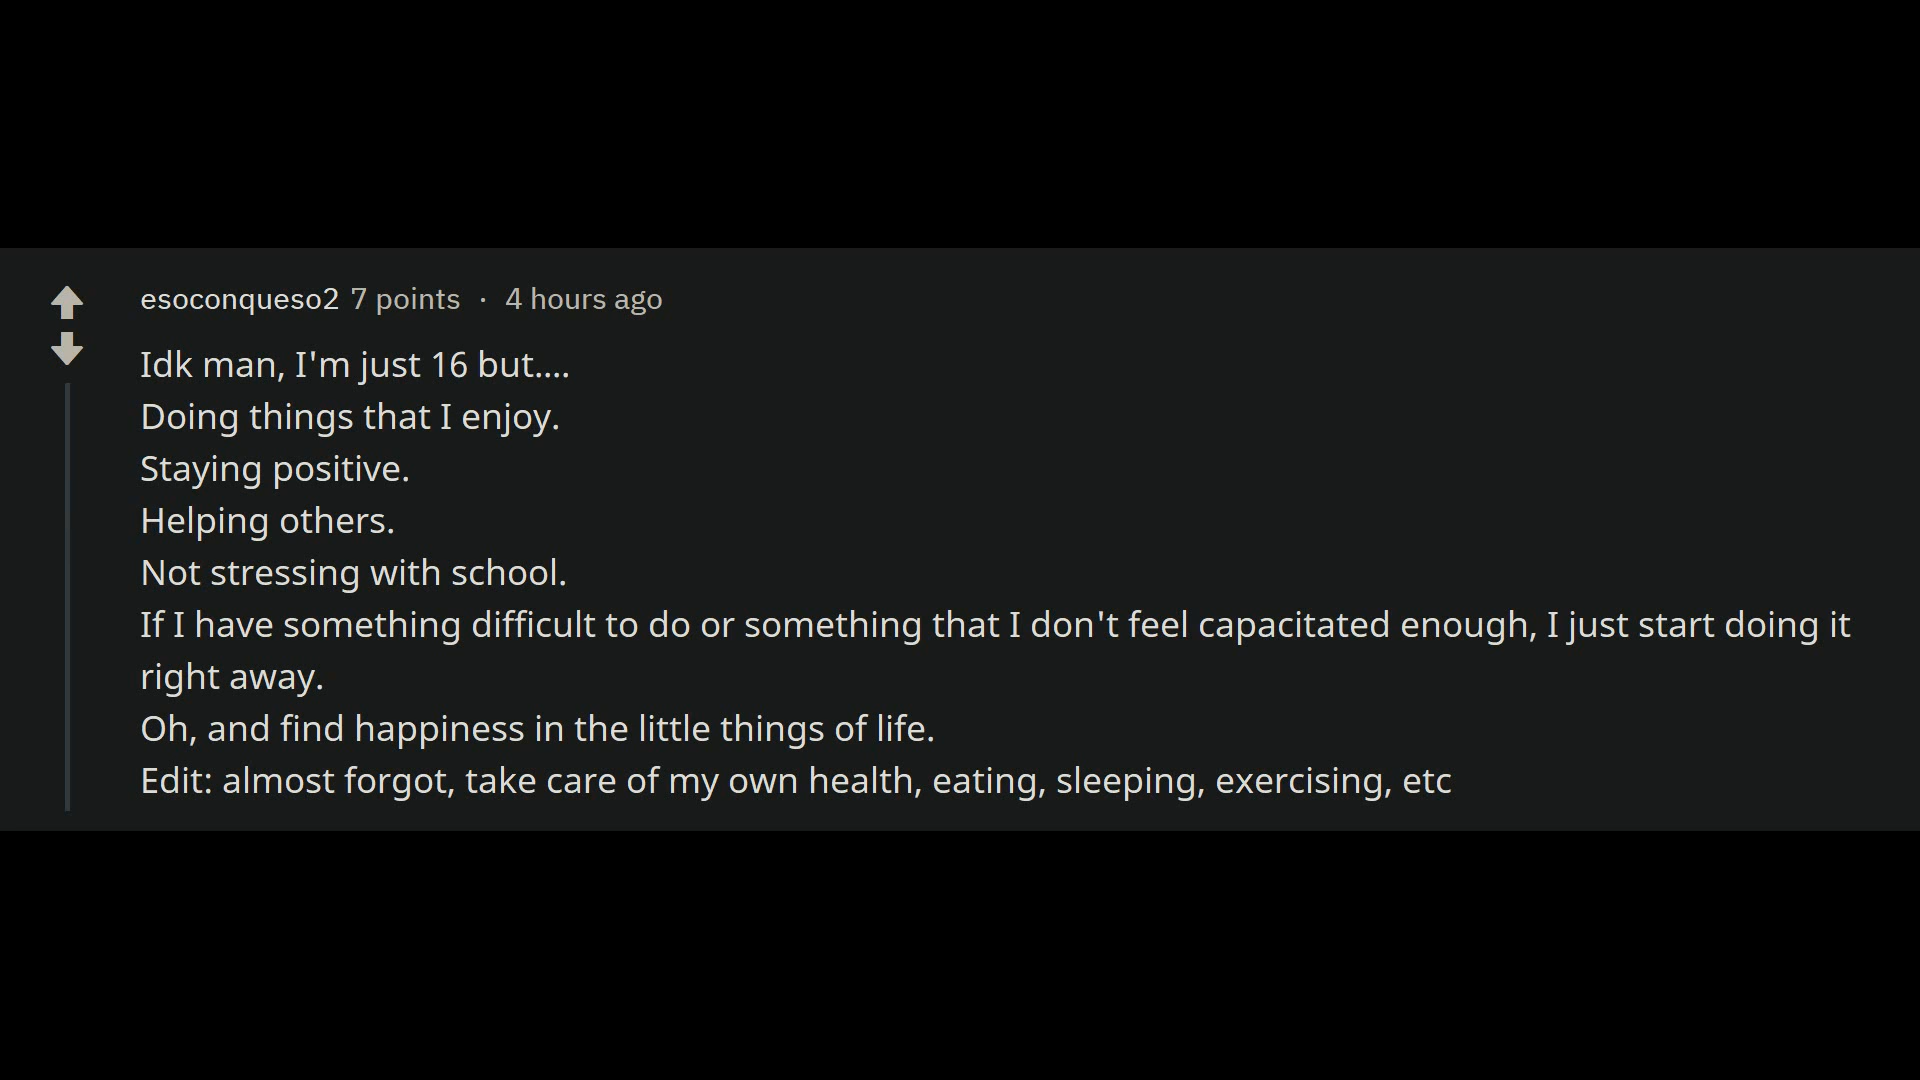 esoconqueso2 7 points · 4 hours ago
Idk man, I'm just 16 but....
Doing things that I enjoy.
Staying positive.
Helping others.
Not stressing with school.
If I have something difficult to do or something that I don't feel capacitated enough, I just start doing it
right away.
Oh, and find happiness in the little things of life.
Edit: almost forgot, take care of my own health, eating, sleeping, exercising, etc